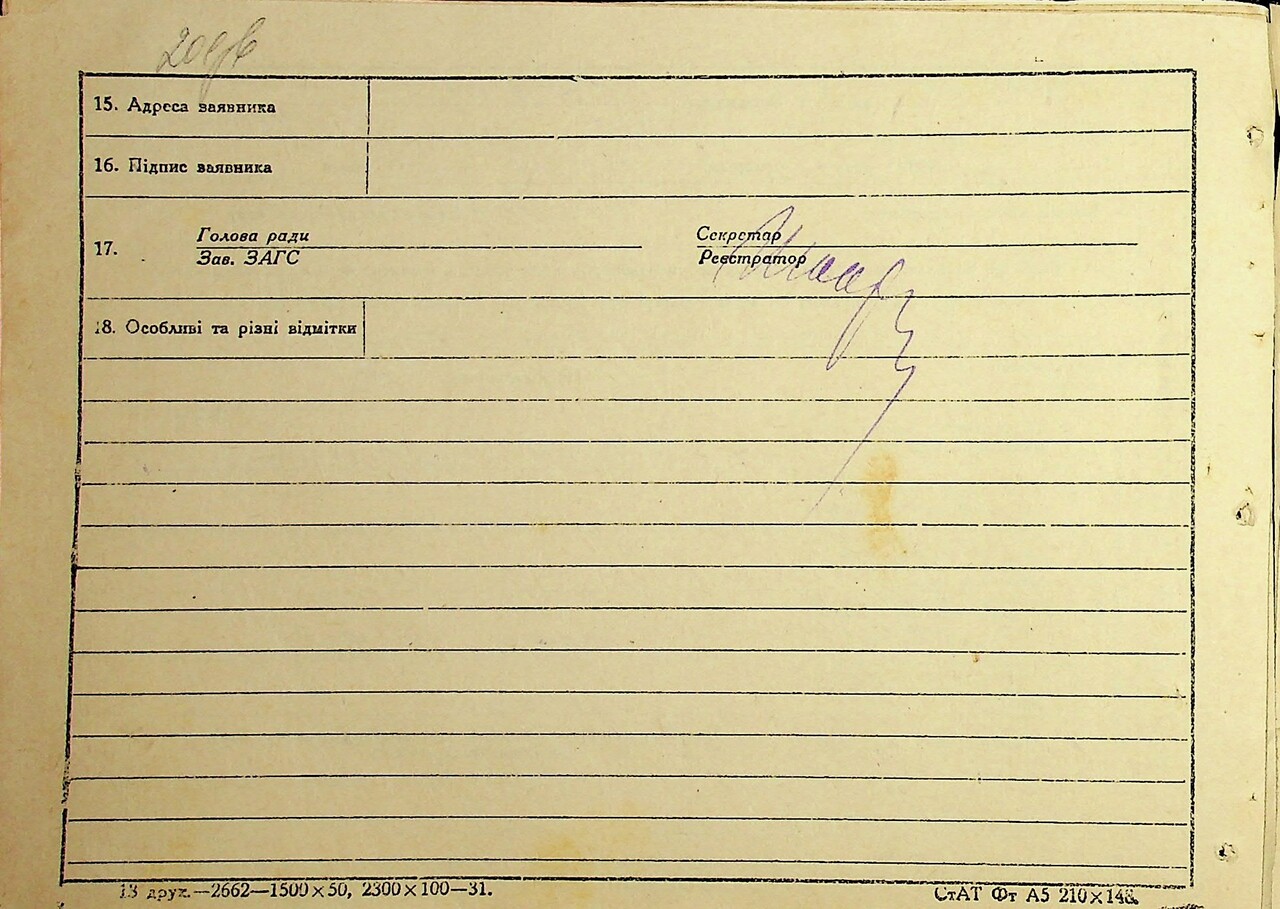 15. Адреса заявника
16. Підпис заявника
17.
Голова ради
Зав. ЗАГС
Секретар
Реєстратор
18. Особливі та різні відмітки
13 друк.—2662—1500×50, 2300×100—31.
СтАТ Фт А5 210×148.